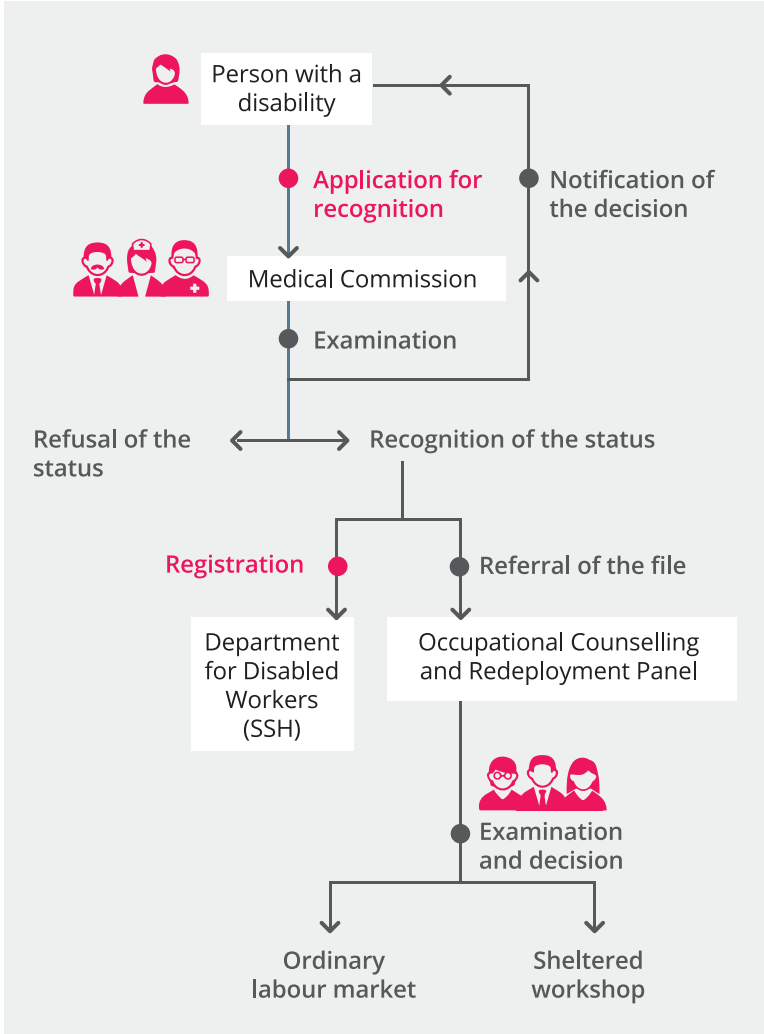 Person with a
disability
Application for
recognition
Notification of
the decision
Medical Commission
Examination
Refusal of the
status
Recognition of the status
Registration
Referral of the file
Department
for Disabled
Workers
(SSH)
Occupational Counselling
and Redeployment Panel
Examination
and decision
Ordinary
labour market
Sheltered
workshop